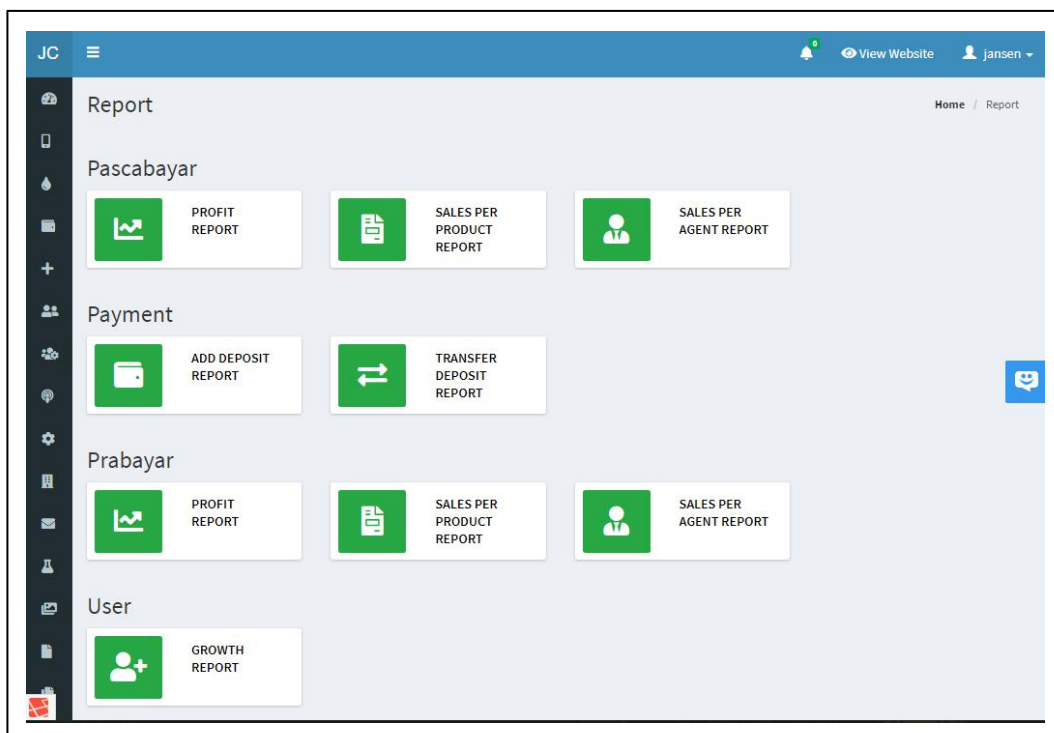 JC
0
View Website
jansen
Report
Home / Report
Pascabayar
PROFIT
REPORT
SALES PER
PRODUCT
REPORT
SALES PER
AGENT REPORT
Payment
ADD DEPOSIT
REPORT
TRANSFER
DEPOSIT
REPORT
Prabayar
PROFIT
REPORT
SALES PER
PRODUCT
REPORT
SALES PER
AGENT REPORT
User
GROWTH
REPORT